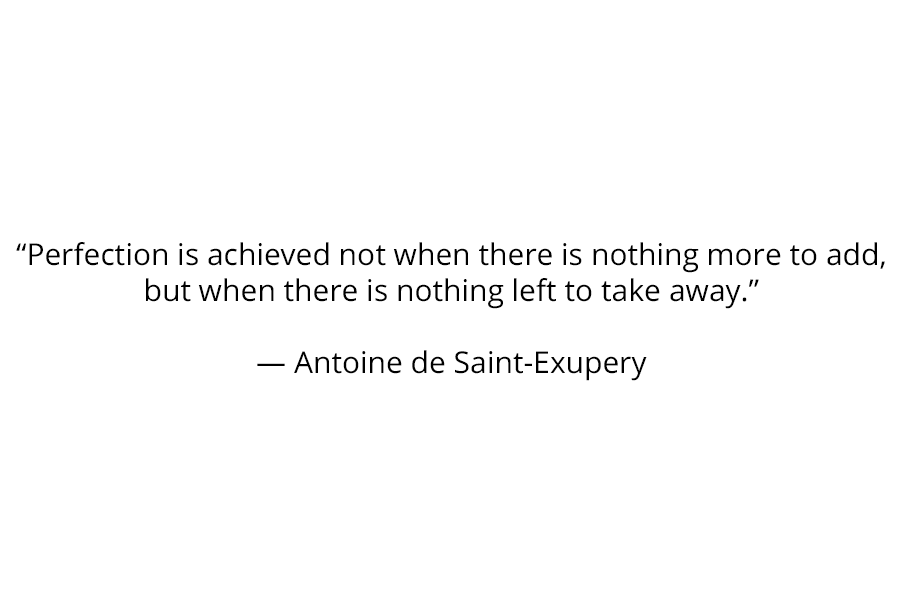 “Perfection is achieved not when there is nothing more to add,
but when there is nothing left to take away.”
— Antoine de Saint-Exupery